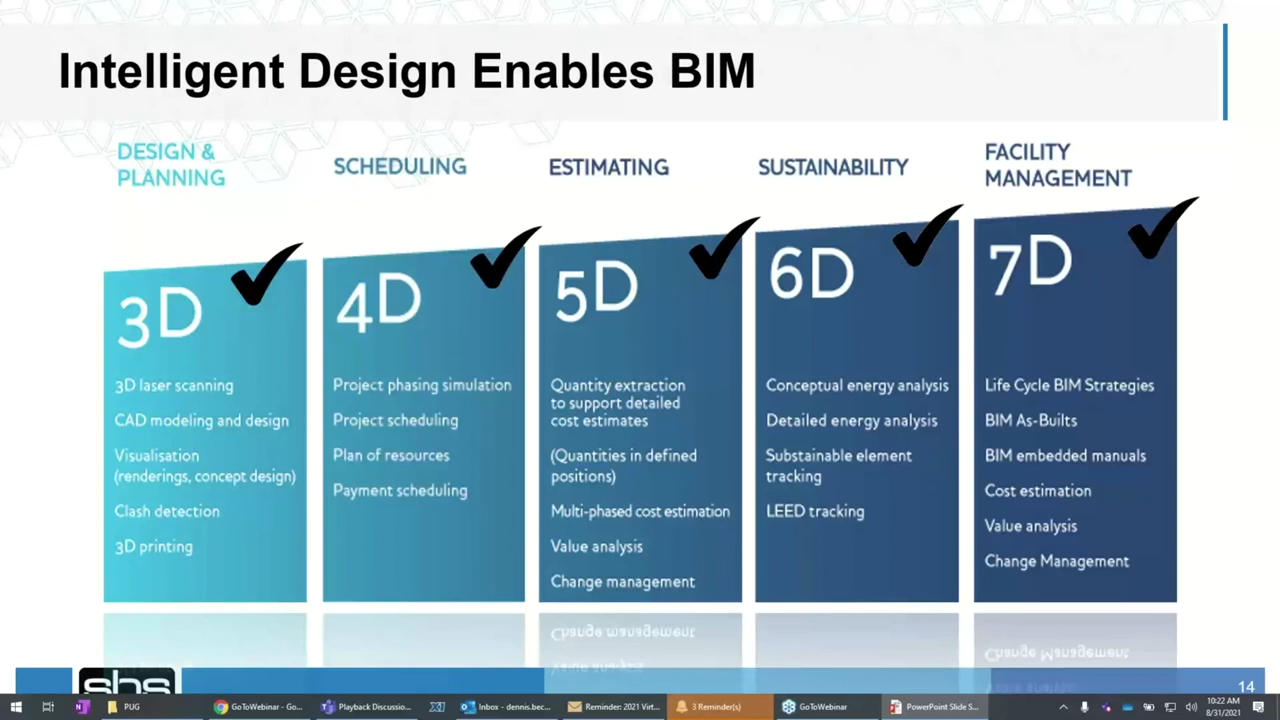 Intelligent Design Enables BIM
DESIGN &
PLANNING
SCHEDULING
ESTIMATING
SUSTAINABILITY
FACILITY
MANAGEMENT
3D
3D laser scanning
CAD modeling and design
Visualisation
(renderings, concept design)
Clash detection
3D printing
4D
Project phasing simulation
Project scheduling
Plan of resources
Payment scheduling
5D
Quantity extraction
to support detailed
cost estimates
(Quantities in defined
positions)
Multi-phased cost estimation
Value analysis
Change management
6D
Conceptual energy analysis
Detailed energy analysis
Substainable element
tracking
LEED tracking
7D
Life Cycle BIM Strategies
BIM As-Builts
BIM embedded manuals
Cost estimation
Value analysis
Change Management
sbs
14
PUG
GoToWebinar - Go...
Playback Discussio...
Inbox - dennis.bec...
Reminder: 2021 Virt...
3 Reminder(s)
GoToWebinar
PowerPoint Slide S...
10:22 AM
8/31/2021